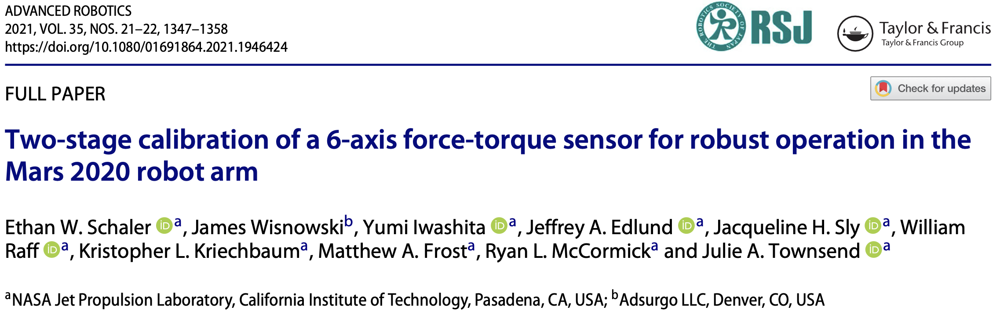 ADVANCED ROBOTICS
2021, VOL. 35, NOS. 21–22, 1347–1358
https://doi.org/10.1080/01691864.2021.1946424
THE ROBOTICS SOCIETY OF JAPAN
RSJ
Taylor & Francis
Taylor & Francis Group
Check for updates
FULL PAPER
Two-stage calibration of a 6-axis force-torque sensor for robust operation in the
Mars 2020 robot arm
Ethan W. Schaler iD a, James Wisnowski b, Yumi Iwashita iD a, Jeffrey A. Edlund iD a, Jacqueline H. Sly iD a, William
Raff iD a, Kristopher L. Kriechbaum a, Matthew A. Frost a, Ryan L. McCormick a and Julie A. Townsend iD a
a NASA Jet Propulsion Laboratory, California Institute of Technology, Pasadena, CA, USA; b Adsurgo LLC, Denver, CO, USA